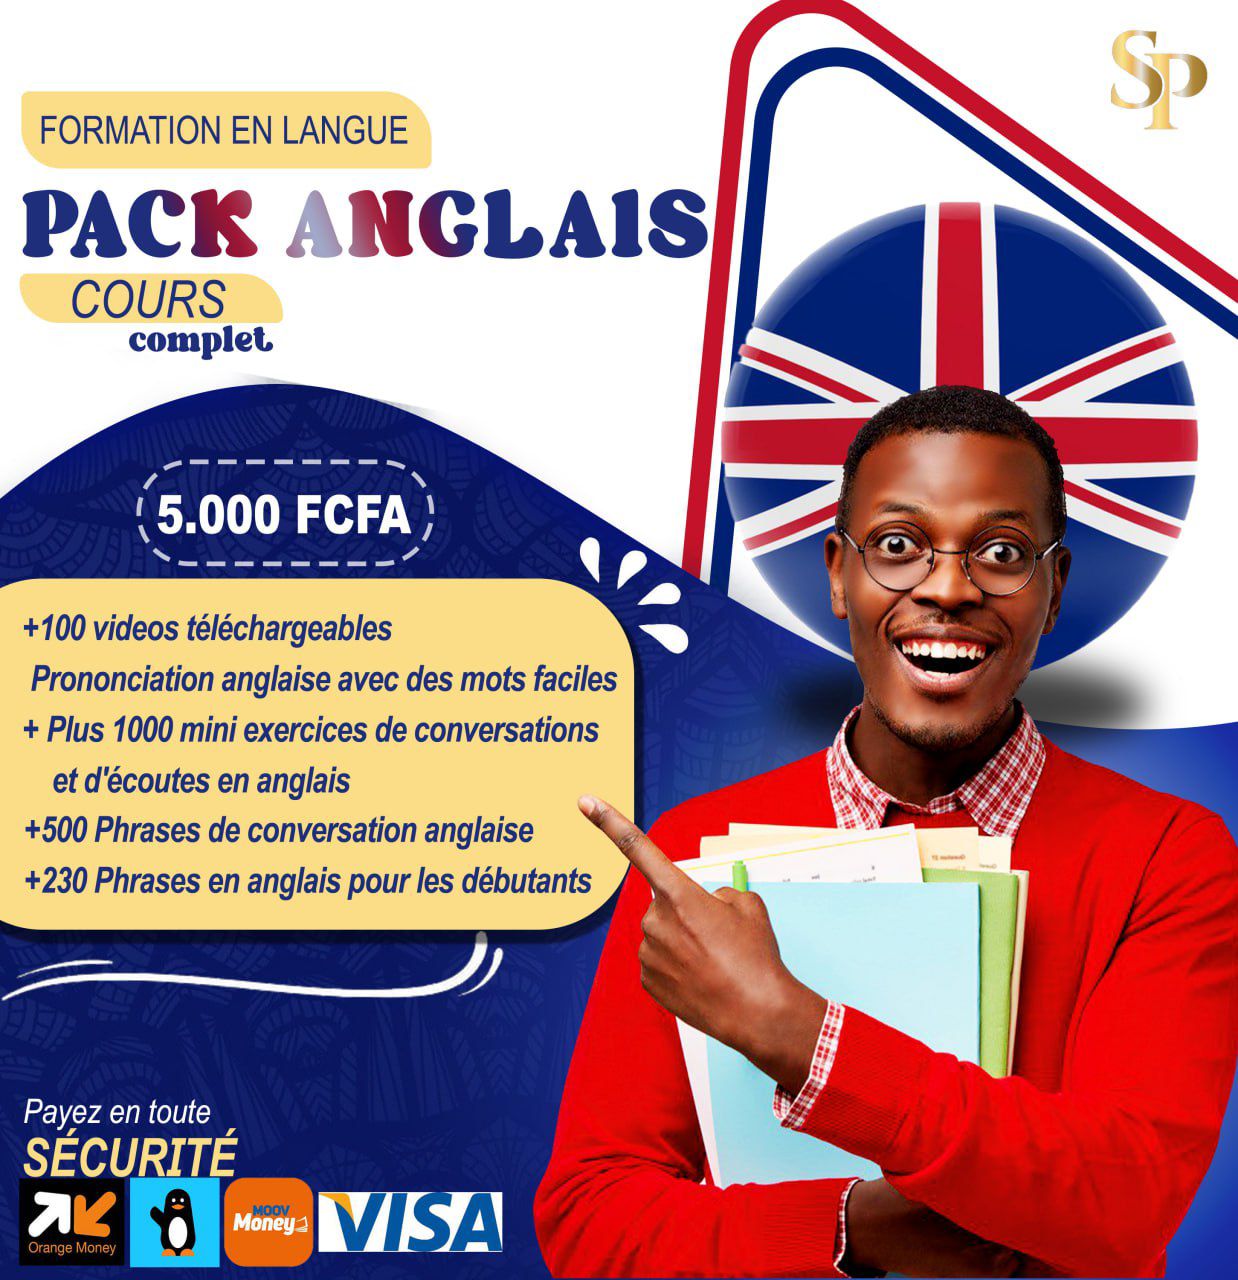 SP
FORMATION EN LANGUE
PACK ANGLAIS
COURS
complet
5.000 FCFA
+100 videos téléchargeables
Prononciation anglaise avec des mots faciles
+ Plus 1000 mini exercices de conversations
et d'écoutes en anglais
+500 Phrases de conversation anglaise
+230 Phrases en anglais pour les débutants
Payez en toute
SÉCURITÉ
Orange Money
MOOV
Money
VISA